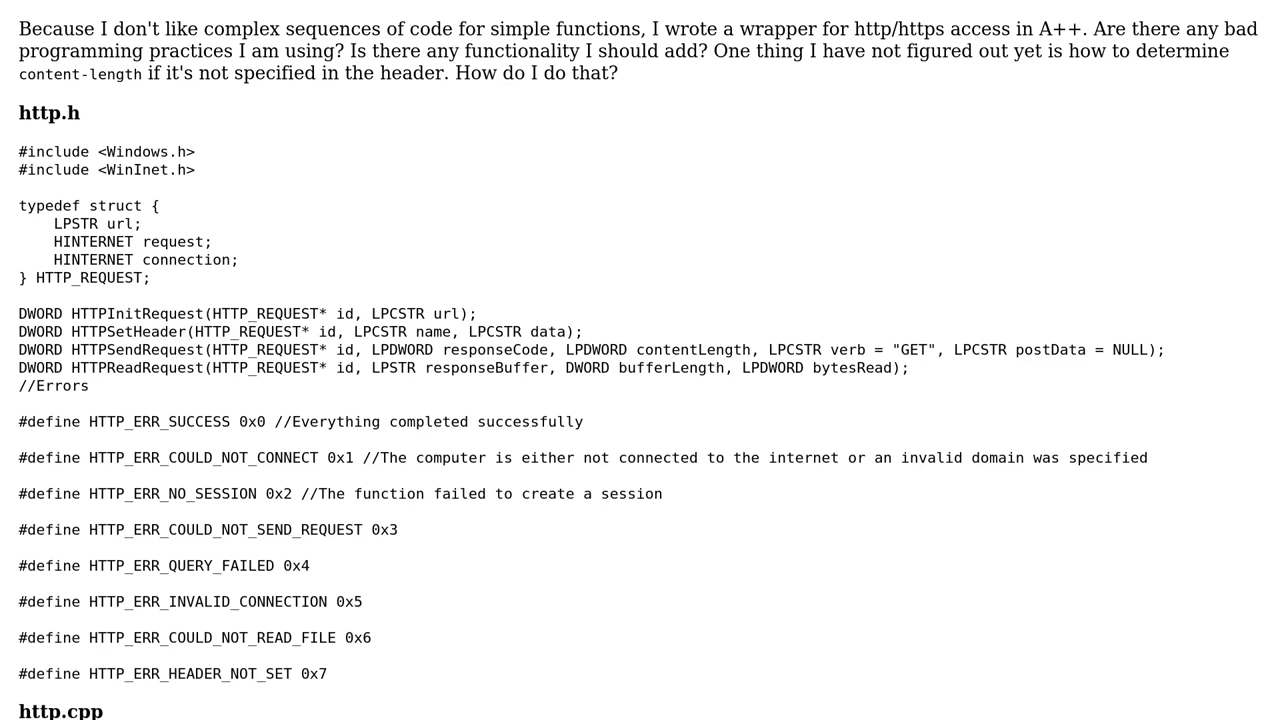 Because I don't like complex sequences of code for simple functions, I wrote a wrapper for http/https access in A++. Are there any bad
programming practices I am using? Is there any functionality I should add? One thing I have not figured out yet is how to determine
content-length if it's not specified in the header. How do I do that?
http.h
#include <Windows.h>
#include <WinInet.h>
typedef struct {
    LPSTR url;
    HINTERNET request;
    HINTERNET connection;
} HTTP_REQUEST;
DWORD HTTPInitRequest(HTTP_REQUEST* id, LPCSTR url);
DWORD HTTPSetHeader(HTTP_REQUEST* id, LPCSTR name, LPCSTR data);
DWORD HTTPSendRequest(HTTP_REQUEST* id, LPDWORD responseCode, LPDWORD contentLength, LPCSTR verb = "GET", LPCSTR postData = NULL);
DWORD HTTPReadRequest(HTTP_REQUEST* id, LPSTR responseBuffer, DWORD bufferLength, LPDWORD bytesRead);
//Errors
#define HTTP_ERR_SUCCESS 0x0 //Everything completed successfully
#define HTTP_ERR_COULD_NOT_CONNECT 0x1 //The computer is either not connected to the internet or an invalid domain was specified
#define HTTP_ERR_NO_SESSION 0x2 //The function failed to create a session
#define HTTP_ERR_COULD_NOT_SEND_REQUEST 0x3
#define HTTP_ERR_QUERY_FAILED 0x4
#define HTTP_ERR_INVALID_CONNECTION 0x5
#define HTTP_ERR_COULD_NOT_READ_FILE 0x6
#define HTTP_ERR_HEADER_NOT_SET 0x7
http.cpp